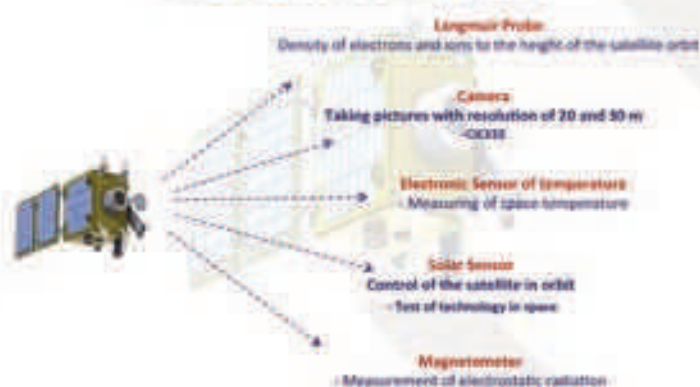 Langmuir Probe
Density of electrons and ions to the height of the satellite orbit
Camera
Taking pictures with resolution of 20 and 30 m
Electronic Sensor of temperature
- Measuring of space temperature
Solar Sensor
Control of the satellite in orbit
- Test of technology in space
Magnetometer
- Measurement of electrostatic radiation